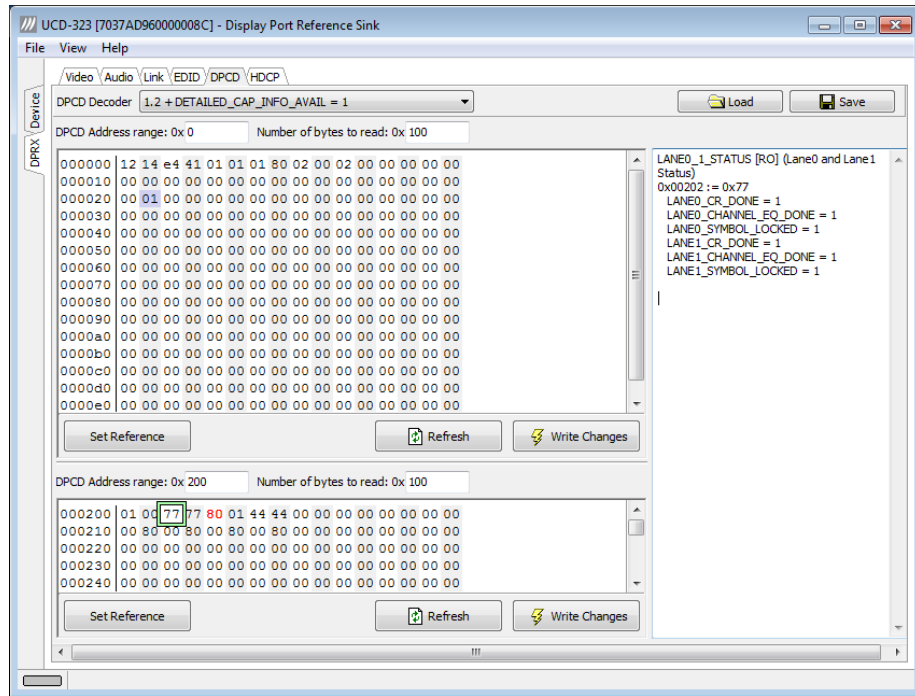 UCD-323 [7037AD960000008C] - Display Port Reference Sink
File View Help
Device
DPRX
Video Audio Link EDID DPCD HDCP
DPCD Decoder 1.2 + DETAILED_CAP_INFO_AVAIL = 1
Load Save
DPCD Address range: 0x 0 Number of bytes to read: 0x 100
000000 12 14 e4 41 01 01 01 80 02 00 02 00 00 00 00 00
000010 00 00 00 00 00 00 00 00 00 00 00 00 00 00 00 00
000020 00 01 00 00 00 00 00 00 00 00 00 00 00 00 00 00
000030 00 00 00 00 00 00 00 00 00 00 00 00 00 00 00 00
000040 00 00 00 00 00 00 00 00 00 00 00 00 00 00 00 00
000050 00 00 00 00 00 00 00 00 00 00 00 00 00 00 00 00
000060 00 00 00 00 00 00 00 00 00 00 00 00 00 00 00 00
000070 00 00 00 00 00 00 00 00 00 00 00 00 00 00 00 00
000080 00 00 00 00 00 00 00 00 00 00 00 00 00 00 00 00
000090 00 00 00 00 00 00 00 00 00 00 00 00 00 00 00 00
0000a0 00 00 00 00 00 00 00 00 00 00 00 00 00 00 00 00
0000b0 00 00 00 00 00 00 00 00 00 00 00 00 00 00 00 00
0000c0 00 00 00 00 00 00 00 00 00 00 00 00 00 00 00 00
0000d0 00 00 00 00 00 00 00 00 00 00 00 00 00 00 00 00
0000e0 00 00 00 00 00 00 00 00 00 00 00 00 00 00 00 00
Set Reference Refresh Write Changes
DPCD Address range: 0x 200 Number of bytes to read: 0x 100
000200 01 00 77 77 80 01 44 44 00 00 00 00 00 00 00 00
000210 00 80 00 80 00 80 00 80 00 00 00 00 00 00 00 00
000220 00 00 00 00 00 00 00 00 00 00 00 00 00 00 00 00
000230 00 00 00 00 00 00 00 00 00 00 00 00 00 00 00 00
000240 00 00 00 00 00 00 00 00 00 00 00 00 00 00 00 00
Set Reference Refresh Write Changes
LANE0_1_STATUS [RO] (Lane0 and Lane1
Status)
0x00202 := 0x77
LANE0_CR_DONE = 1
LANE0_CHANNEL_EQ_DONE = 1
LANE0_SYMBOL_LOCKED = 1
LANE1_CR_DONE = 1
LANE1_CHANNEL_EQ_DONE = 1
LANE1_SYMBOL_LOCKED = 1